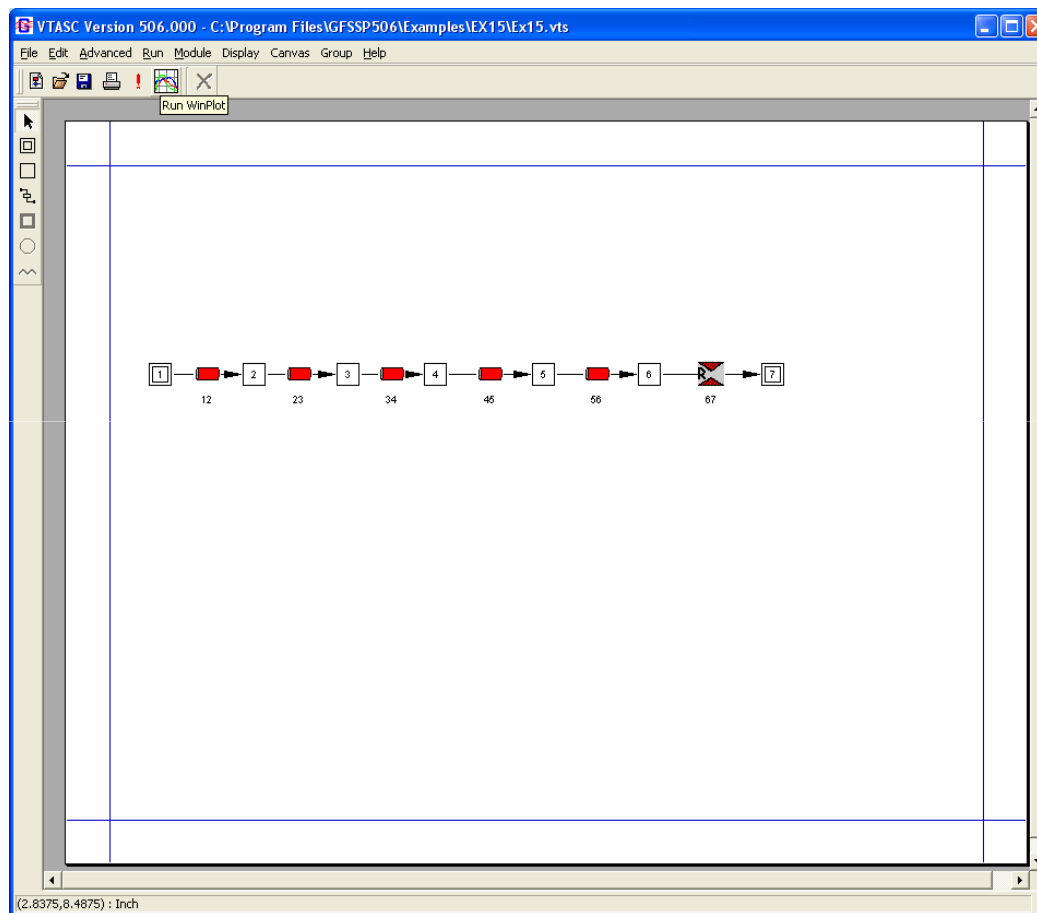 VTASC Version 506.000 - C:\Program Files\GFSSP506\Examples\EX15\Ex15.vts
File Edit Advanced Run Module Display Canvas Group Help
Run WinPlot
1 2 3 4 5 6 R 7
12 23 34 45 56 67
(2.8375,8.4875) : Inch